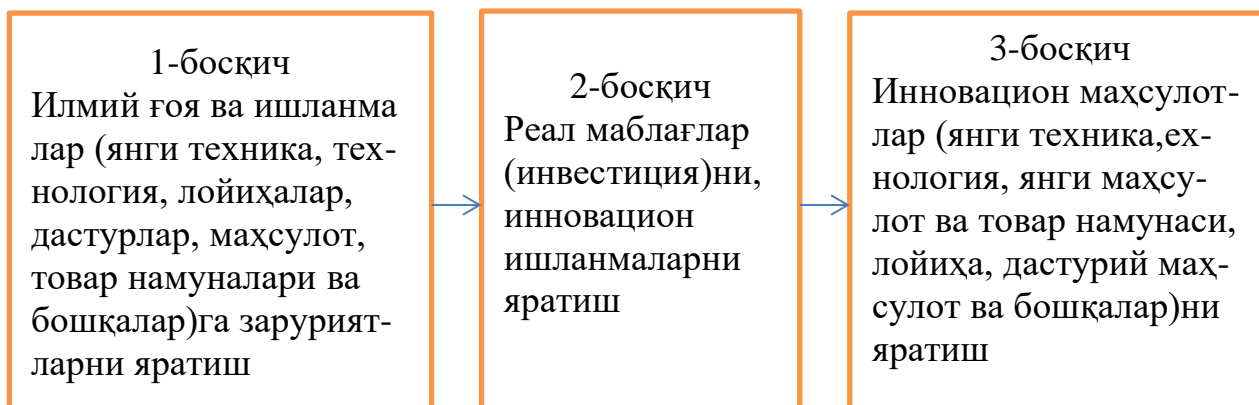 1-босқич
Илмий ғоя ва ишланма
лар (янги техника, тех-
нология, лойиҳалар,
дастурлар, маҳсулот,
товар намуналари ва
бошқалар)га зарурият-
ларни яратиш
2-босқич
Реал маблағлар
(инвестиция)ни,
инновацион
ишланмаларни
яратиш
3-босқич
Инновацион маҳсулот-
лар (янги техника,ех-
нология, янги маҳсу-
лот ва товар намунаси,
лойиҳа, дастурий маҳ-
сулот ва бошқалар)ни
яратиш